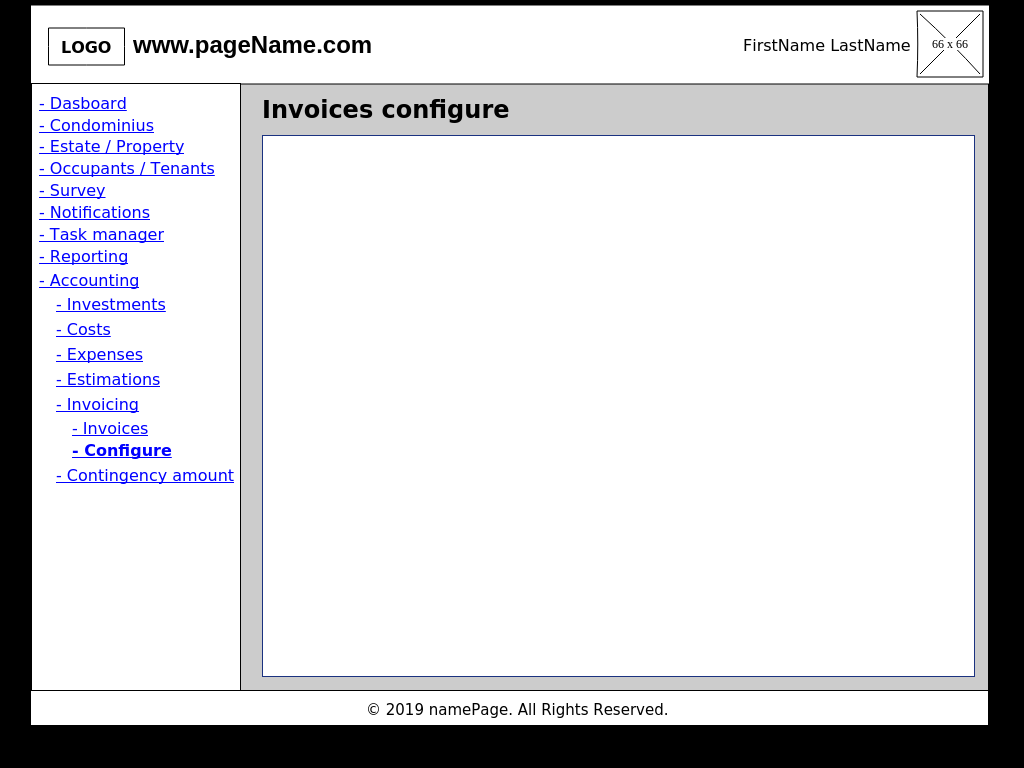 LOGO
www.pageName.com
FirstName LastName
66 x 66
- Dasboard
- Condominius
- Estate / Property
- Occupants / Tenants
- Survey
- Notifications
- Task manager
- Reporting
- Accounting
- Investments
- Costs
- Expenses
- Estimations
- Invoicing
- Invoices
- Configure
- Contingency amount
Invoices configure
© 2019 namePage. All Rights Reserved.